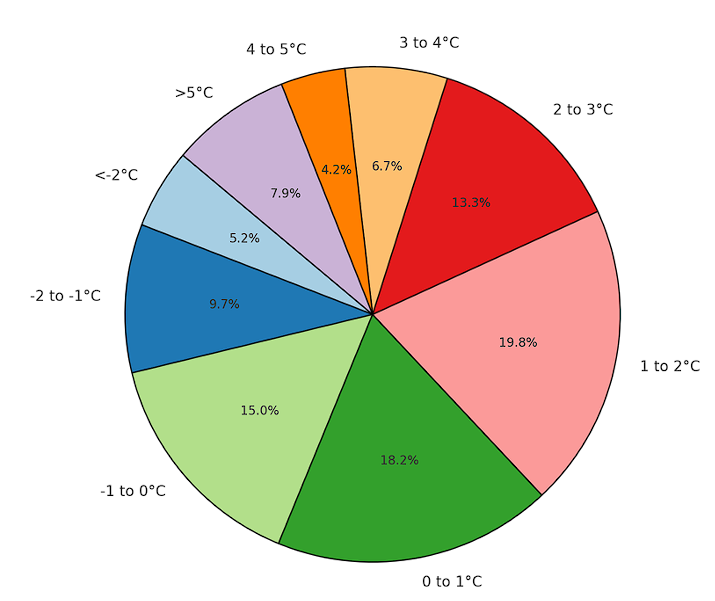 3 to 4°C
4 to 5°C
>5°C
2 to 3°C
4.2%
6.7%
<-2°C
7.9%
13.3%
5.2%
-2 to -1°C
9.7%
19.8%
1 to 2°C
15.0%
18.2%
-1 to 0°C
0 to 1°C